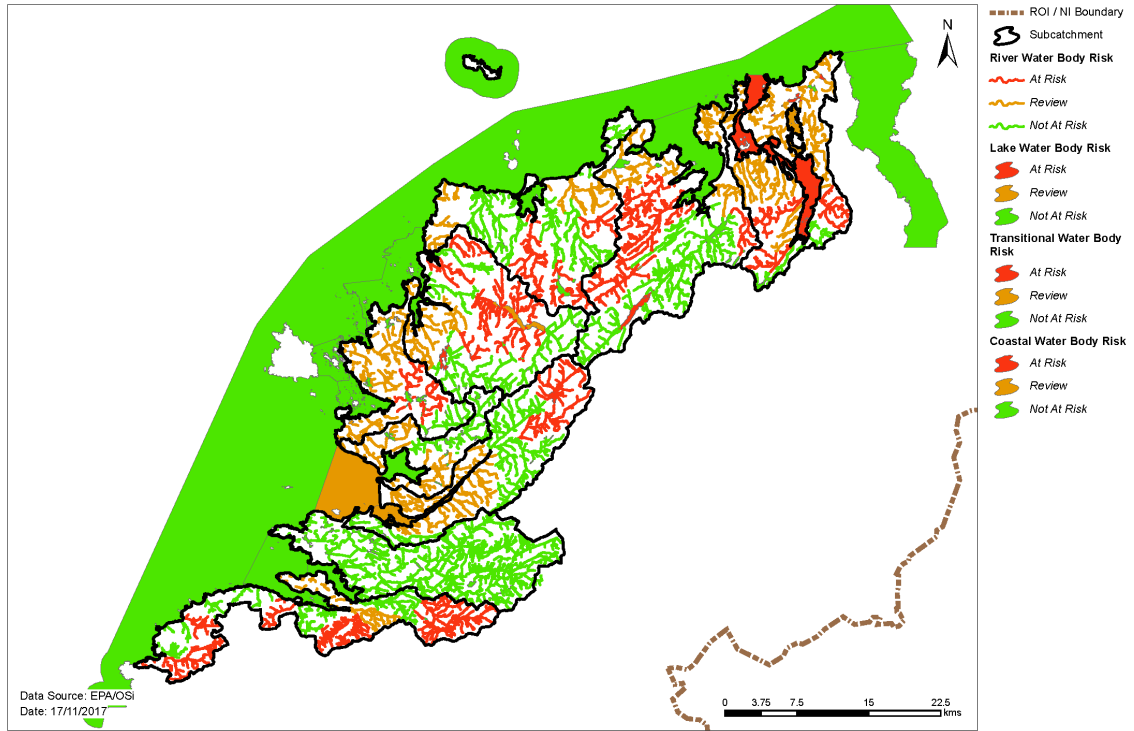 N
ROI / NI Boundary
Subcatchment
River Water Body Risk
At Risk
Review
Not At Risk
Lake Water Body Risk
At Risk
Review
Not At Risk
Transitional Water Body
Risk
At Risk
Review
Not At Risk
Coastal Water Body Risk
At Risk
Review
Not At Risk
Data Source: EPA/OSi
Date: 17/11/2017
0 3.75 7.5 15 22.5
kms